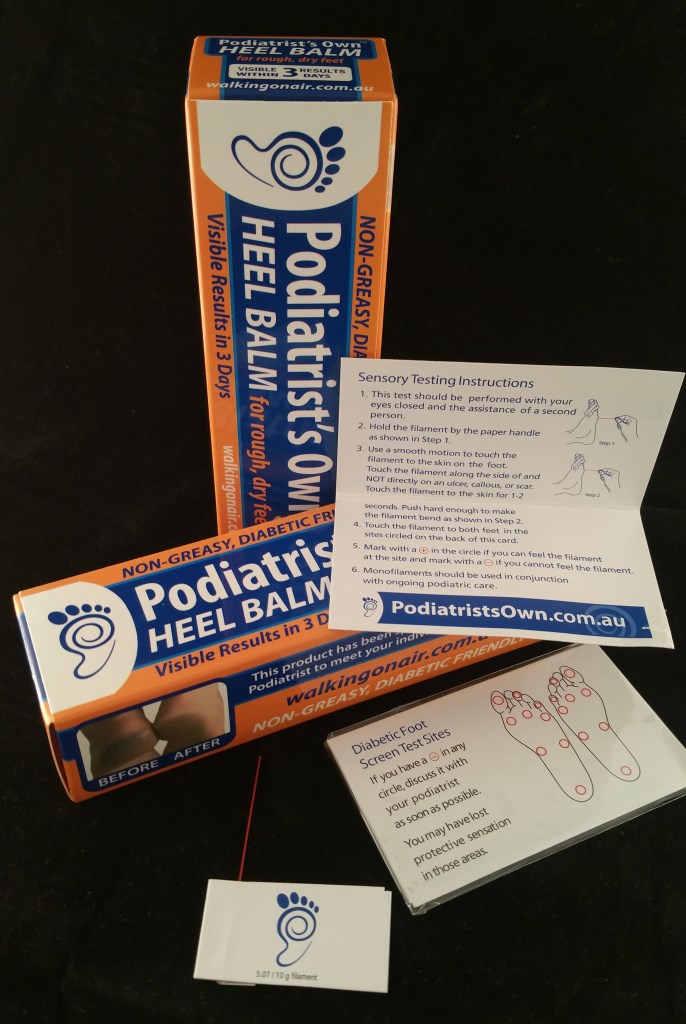 Podiatrist's Own™
HEEL BALM
for rough, dry feet
VISIBLE RESULTS
WITHIN 3 DAYS
walkingonair.com.au
NON-GREASY, DIA
Podiatrist's Own
HEEL BALM for rough, dry fee
Visible Results in 3 Days
walkingonair.co
Sensory Testing Instructions
1. This test should be performed with your
eyes closed and the assistance of a second
person.
2. Hold the filament by the paper handle
as shown in Step 1.
3. Use a smooth motion to touch the
filament to the skin on the foot.
Touch the filament along the side of and
NOT directly on an ulcer, callous, or scar.
Touch the filament to the skin for 1-2
seconds. Push hard enough to make
the filament bend as shown in Step 2.
4. Touch the filament to both feet in the
sites circled on the back of this card.
5. Mark with a ⊕ in the circle if you can feel the filament
at the site and mark with a ⊖ if you cannot feel the filament.
6. Monofilaments should be used in conjunction
with ongoing podiatric care.
Step 1
Step 2
PodiatristsOwn.com.au
NON-GREASY, DIABETIC FRI
Podiatrist
HEEL BALM
Visible Results in 3 D
This product has been
Podiatrist to meet your indiv
walkingonair.com.au
NON-GREASY, DIABETIC FRIENDLY
BEFORE AFTER
Diabetic Foot
Screen Test Sites
If you have a ⊖ in any
circle, discuss it with
your podiatrist
as soon as possible.
You may have lost
protective sensation
in those areas.
5.07 / 10 g filament